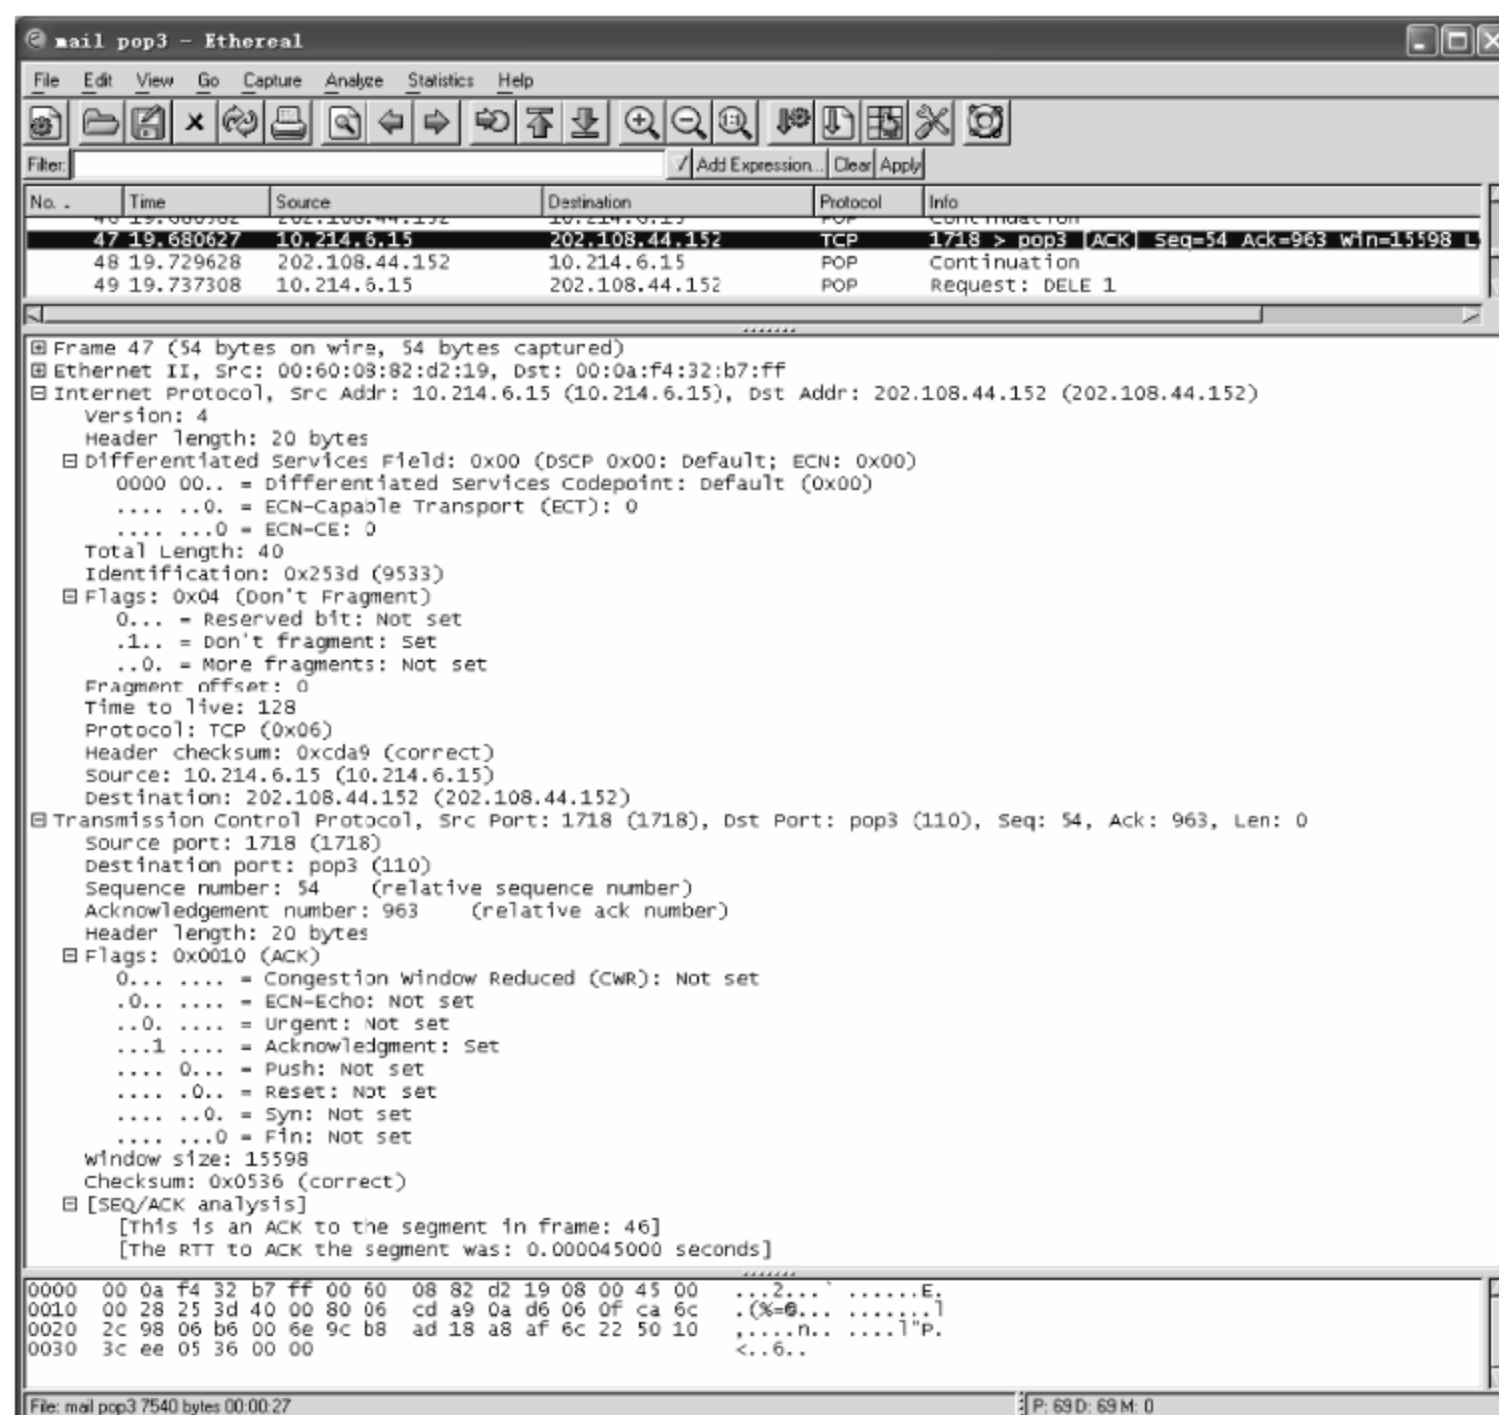 mail pop3 - Ethereal
File Edit View Go Capture Analyze Statistics Help
Filter: Add Expression... Clear Apply
No. . Time Source Destination Protocol Info
46 19.680582 202.108.44.152 10.214.6.15 POP Continuation
47 19.680627 10.214.6.15 202.108.44.152 TCP 1718 > pop3 [ACK] Seq=54 Ack=963 Win=15598 L
48 19.729628 202.108.44.152 10.214.6.15 POP Continuation
49 19.737308 10.214.6.15 202.108.44.152 POP Request: DELE 1
Frame 47 (54 bytes on wire, 54 bytes captured)
Ethernet II, Src: 00:60:08:82:d2:19, Dst: 00:0a:f4:32:b7:ff
Internet Protocol, Src Addr: 10.214.6.15 (10.214.6.15), Dst Addr: 202.108.44.152 (202.108.44.152)
Version: 4
Header length: 20 bytes
Differentiated Services Field: 0x00 (DSCP 0x00: Default; ECN: 0x00)
0000 00.. = Differentiated Services Codepoint: Default (0x00)
.... ..0. = ECN-Capable Transport (ECT): 0
.... ...0 = ECN-CE: 0
Total Length: 40
Identification: 0x253d (9533)
Flags: 0x04 (Don't Fragment)
0... = Reserved bit: Not set
.1.. = Don't fragment: Set
..0. = More fragments: Not set
Fragment offset: 0
Time to live: 128
Protocol: TCP (0x06)
Header checksum: 0xcda9 (correct)
Source: 10.214.6.15 (10.214.6.15)
Destination: 202.108.44.152 (202.108.44.152)
Transmission Control Protocol, Src Port: 1718 (1718), Dst Port: pop3 (110), Seq: 54, Ack: 963, Len: 0
Source port: 1718 (1718)
Destination port: pop3 (110)
Sequence number: 54 (relative sequence number)
Acknowledgement number: 963 (relative ack number)
Header length: 20 bytes
Flags: 0x0010 (ACK)
0... .... = Congestion Window Reduced (CWR): Not set
.0.. .... = ECN-Echo: Not set
..0. .... = Urgent: Not set
...1 .... = Acknowledgment: Set
.... 0... = Push: Not set
.... .0.. = Reset: Not set
.... ..0. = Syn: Not set
.... ...0 = Fin: Not set
Window size: 15598
Checksum: 0x0536 (correct)
[SEQ/ACK analysis]
[This is an ACK to the segment in frame: 46]
[The RTT to ACK the segment was: 0.000045000 seconds]
0000 00 0a f4 32 b7 ff 00 60 08 82 d2 19 08 00 45 00 ...2...` ......E.
0010 00 28 25 3d 40 00 80 06 cd a9 0a d6 06 0f ca 6c .(%=@... .......l
0020 2c 98 06 b6 00 6e 9c b8 ad 18 a8 af 6c 22 50 10 ,....n.. ....l"P.
0030 3c ee 05 36 00 00 <..6..
File: mail pop3 7540 bytes 00:00:27 P: 69 D: 69 M: 0